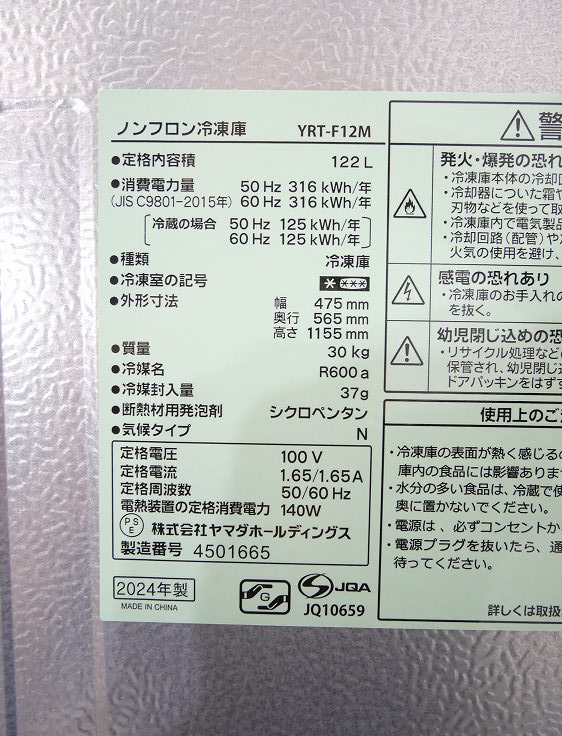 ノンフロン冷凍庫 YRT-F12M
●定格内容積 122 L
●消費電力量 50 Hz 316 kWh/年
(JIS C9801-2015年) 60 Hz 316 kWh/年
冷蔵の場合 50 Hz 125 kWh/年
60 Hz 125 kWh/年
●種類 冷凍庫
●冷凍室の記号
●外形寸法 幅 475 mm
奥行 565 mm
高さ 1155 mm
●質量 30 kg
●冷媒名 R600a
●冷媒封入量 37g
●断熱材用発泡剤 シクロペンタン
●気候タイプ N
定格電圧 100 V
定格電流 1.65/1.65A
定格周波数 50/60 Hz
電熱装置の定格消費電力 140W
PSE 株式会社ヤマダホールディングス
製造番号 4501665
2024年製
MADE IN CHINA
G
JQA
JQ10659
警
発火・爆発の恐れ
・冷凍庫本体の冷却回
・冷却器についた霜や
刃物などを使って取
・冷凍庫内で電気製品
・冷却回路(配管)や
火気の使用を避け、
感電の恐れあり
・冷凍庫のお手入れの
を抜く。
幼児閉じ込めの恐
・リサイクル処理など
保管され、幼児閉じ
ドアパッキンをはず
使用上のご
・冷凍庫の表面が熱く感じる
庫内の食品には影響ありま
・水分の多い食品は、冷蔵で使
奥に置かないでください。
・電源は、必ずコンセントか
・電源プラグを抜いたら、通
待ってください。
詳しくは取扱